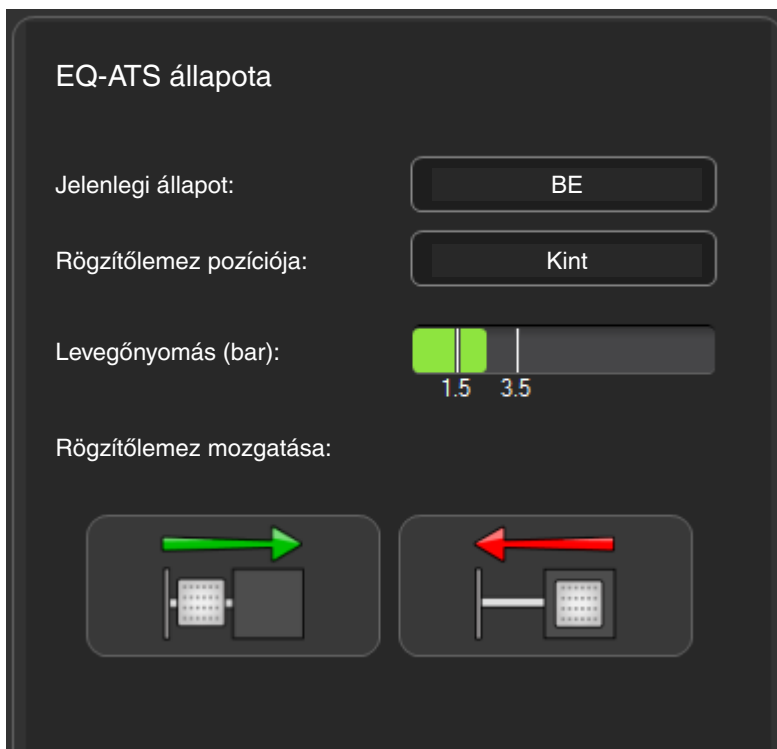 EQ-ATS állapota
Jelenlegi állapot: BE
Rögzítőlemez pozíciója: Kint
Levegőnyomás (bar):
1.5 3.5
Rögzítőlemez mozgatása: